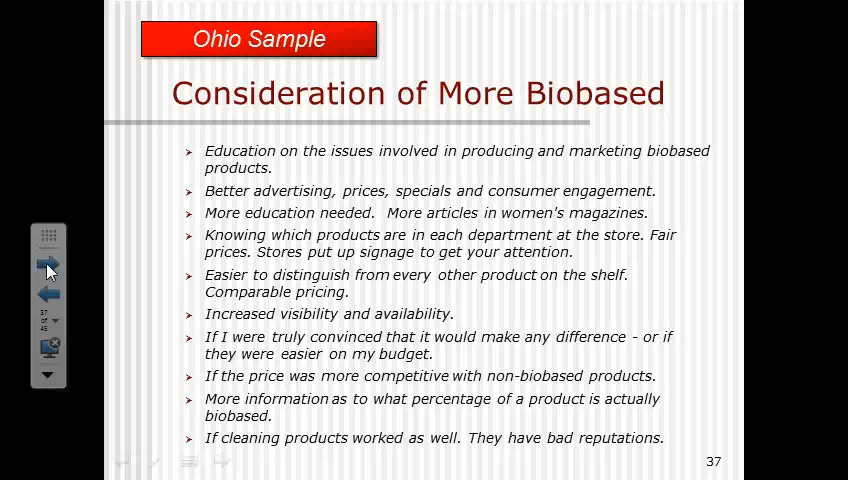 Ohio Sample
Consideration of More Biobased
Education on the issues involved in producing and marketing biobased
products.
Better advertising, prices, specials and consumer engagement.
More education needed.  More articles in women's magazines.
Knowing which products are in each department at the store. Fair
prices. Stores put up signage to get your attention.
Easier to distinguish from every other product on the shelf.
Comparable pricing.
Increased visibility and availability.
If I were truly convinced that it would make any difference - or if
they were easier on my budget.
If the price was more competitive with non-biobased products.
More information as to what percentage of a product is actually
biobased.
If cleaning products worked as well. They have bad reputations.
37
37
of
45